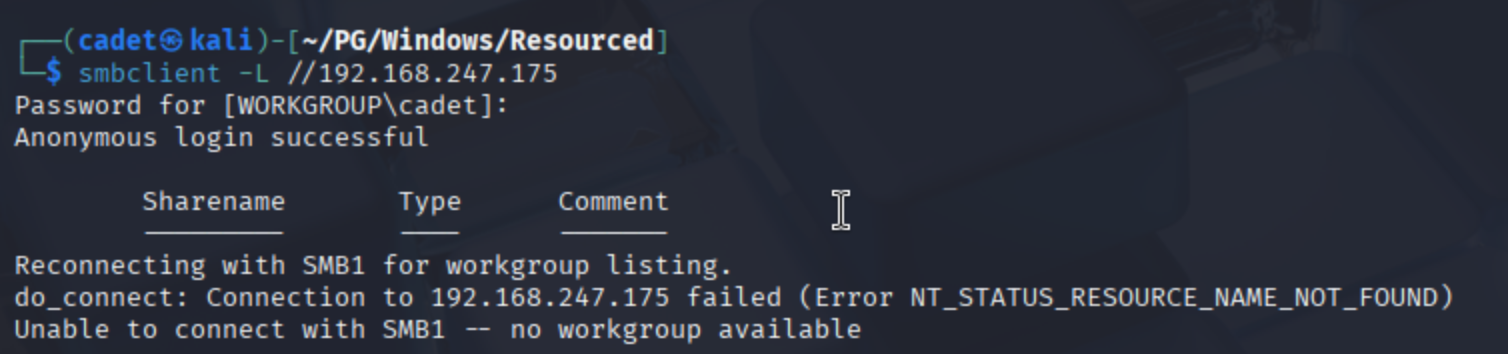 ┌──(cadet㉿kali)-[~/PG/Windows/Resourced]
└─$ smbclient -L //192.168.247.175
Password for [WORKGROUP\cadet]:
Anonymous login successful
Sharename Type Comment
--------- ---- -------
Reconnecting with SMB1 for workgroup listing.
do_connect: Connection to 192.168.247.175 failed (Error NT_STATUS_RESOURCE_NAME_NOT_FOUND)
Unable to connect with SMB1 -- no workgroup available